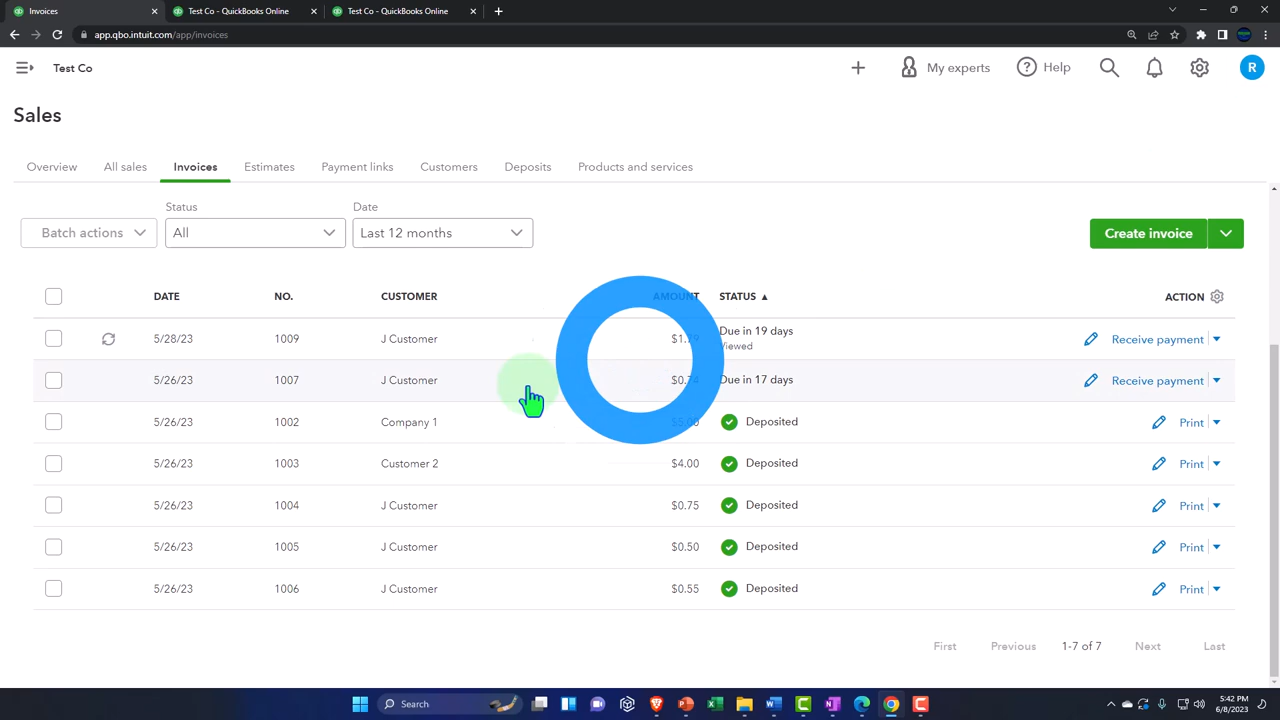 Invoices
Test Co - QuickBooks Online
Test Co - QuickBooks Online
app.qbo.intuit.com/app/invoices
Test Co
My experts
Help
R
Sales
Overview
All sales
Invoices
Estimates
Payment links
Customers
Deposits
Products and services
Status
Date
Batch actions
All
Last 12 months
Create invoice
DATE NO. CUSTOMER AMOUNT STATUS ▲ ACTION
5/28/23 1009 J Customer Due in 19 days Receive payment
Viewed
5/26/23 1007 J Customer $0.74 Due in 17 days Receive payment
5/26/23 1002 Company 1 $5.00 Deposited Print
5/26/23 1003 Customer 2 $4.00 Deposited Print
5/26/23 1004 J Customer $0.75 Deposited Print
5/26/23 1005 J Customer $0.50 Deposited Print
5/26/23 1006 J Customer $0.55 Deposited Print
First Previous 1-7 of 7 Next Last
Search
5:42 PM
6/8/2023